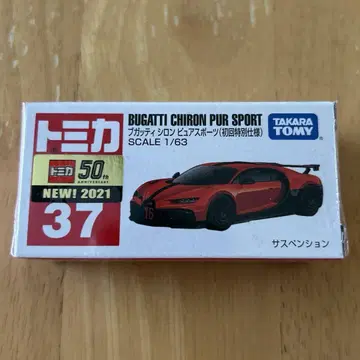 トミカ
トミカ 50th
ANNIVERSARY
NEW! 2021
37
BUGATTI CHIRON PUR SPORT
ブガッティ シロン ピュアスポーツ(初回特別仕様)
SCALE 1/63
TAKARA
TOMY
16
サスペンション